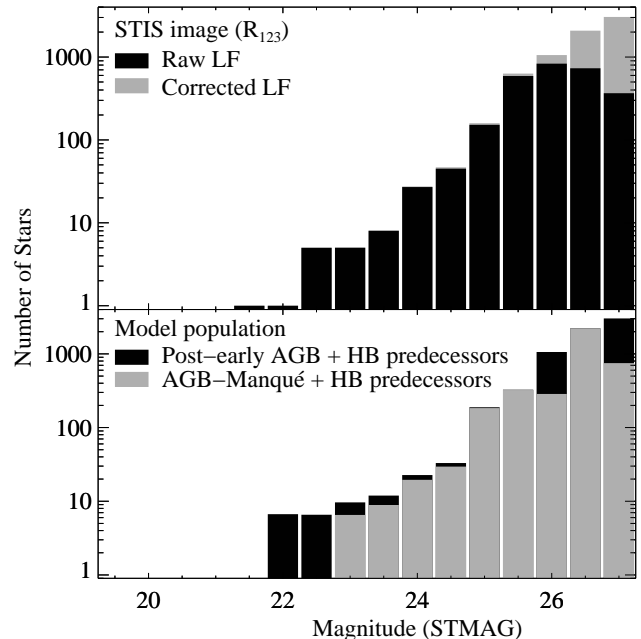 STIS image (R₁₂₃)
Raw LF
Corrected LF
1000
100
10
1
Number of Stars
Model population
Post−early AGB + HB predecessors
AGB−Manqué + HB predecessors
1000
100
10
1
20 22 24 26
Magnitude (STMAG)